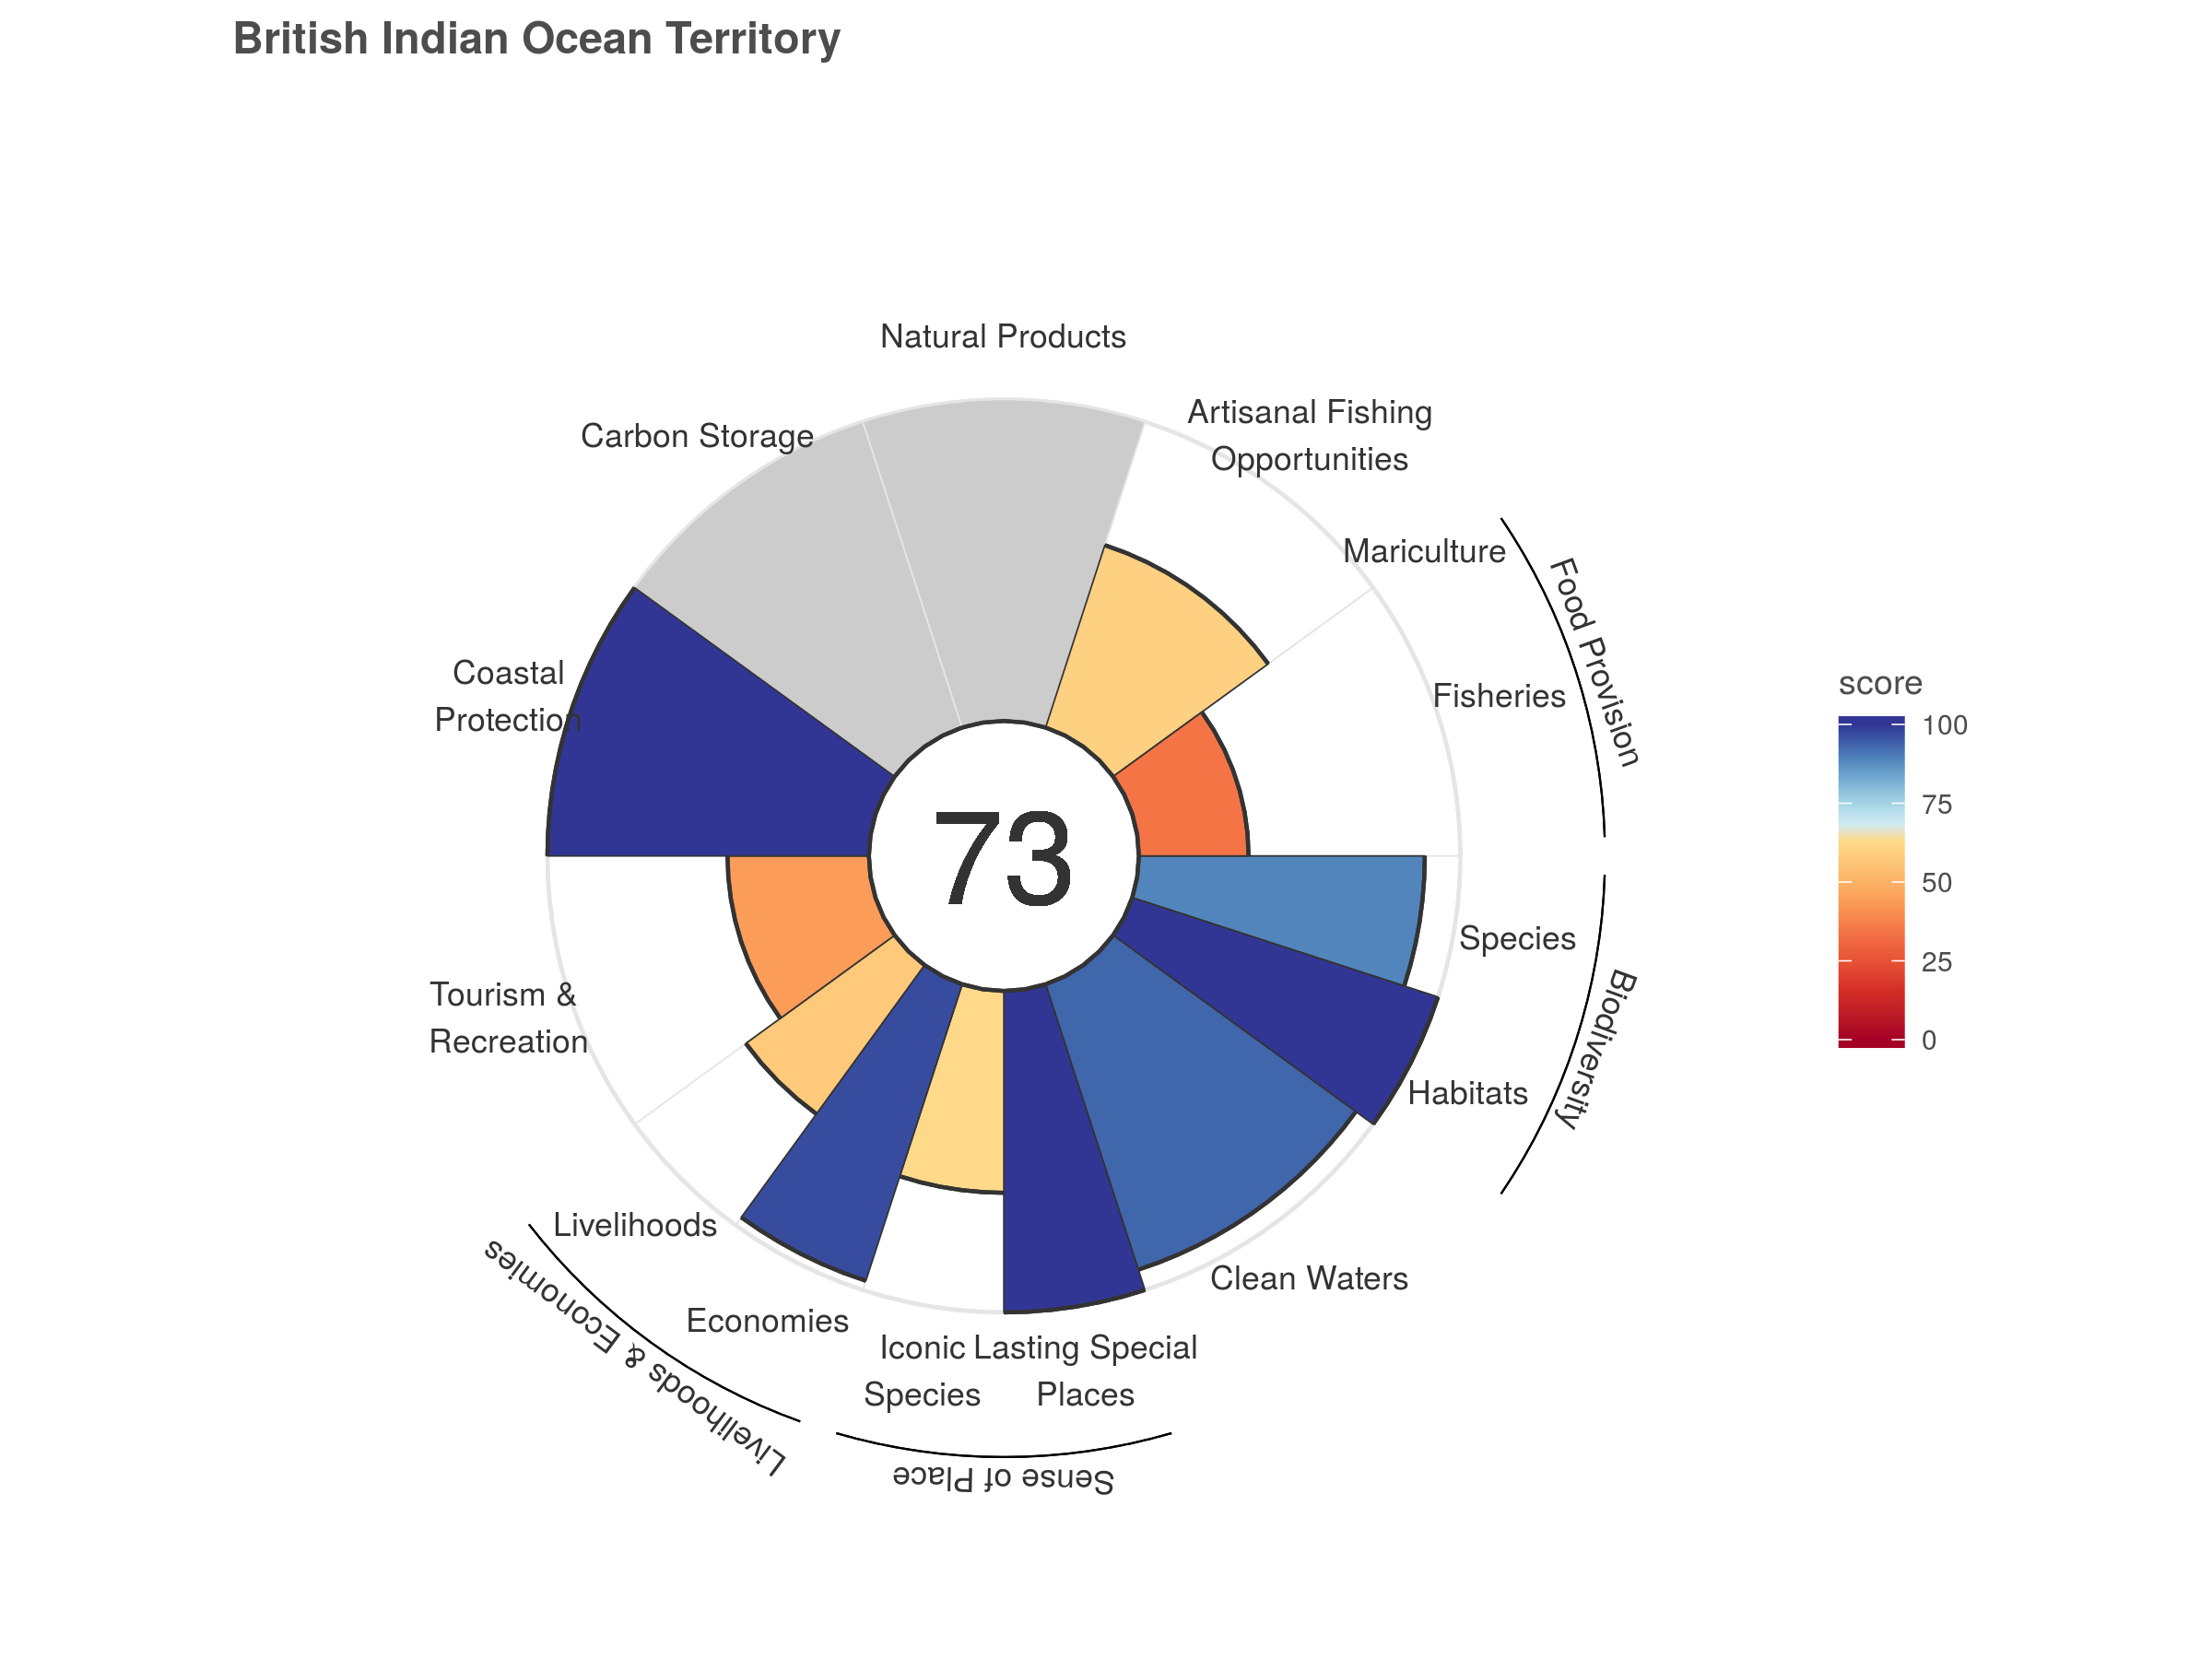 British Indian Ocean Territory
Natural Products
Artisanal Fishing
Opportunities
Carbon Storage
Mariculture
Food Provision
Fisheries
Coastal
Protection
73
score
100
75
50
25
0
Species
Biodiversity
Habitats
Tourism &
Recreation
Livelihoods
Livelihoods & Economies
Economies
Clean Waters
Iconic
Species
Lasting Special
Places
Sense of Place